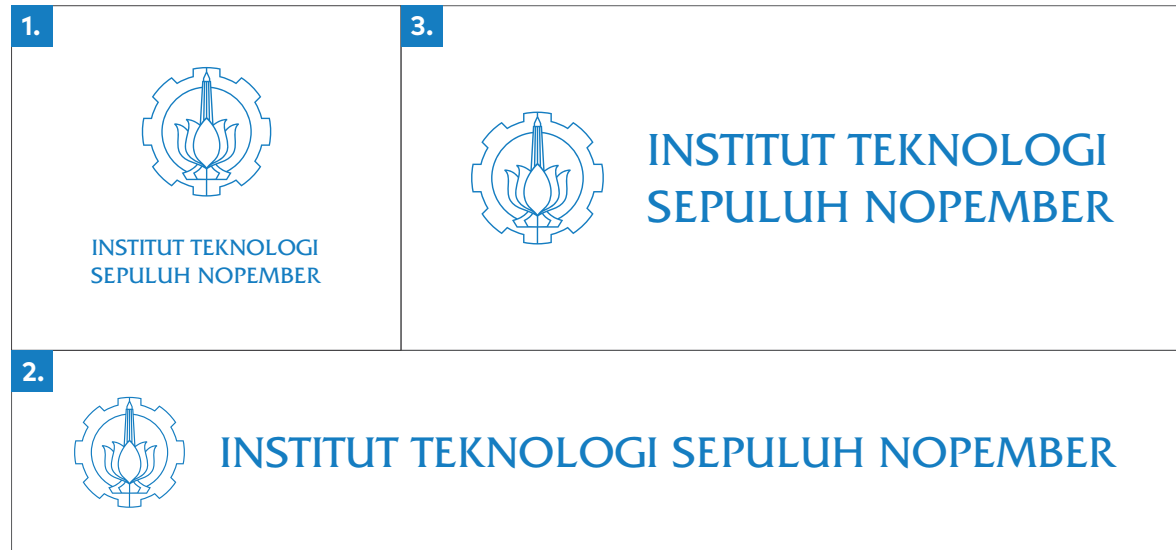 1.
INSTITUT TEKNOLOGI
SEPULUH NOPEMBER
3.
INSTITUT TEKNOLOGI
SEPULUH NOPEMBER
2.
INSTITUT TEKNOLOGI SEPULUH NOPEMBER